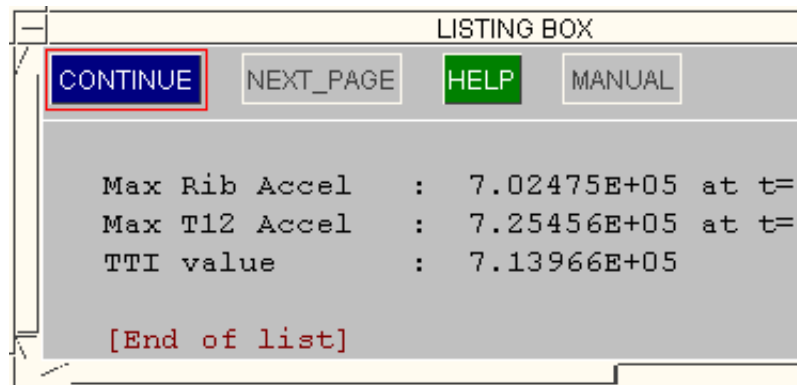 LISTING BOX
CONTINUE NEXT_PAGE HELP MANUAL
Max Rib Accel : 7.02475E+05 at t=
Max T12 Accel : 7.25456E+05 at t=
TTI value : 7.13966E+05
[End of list]